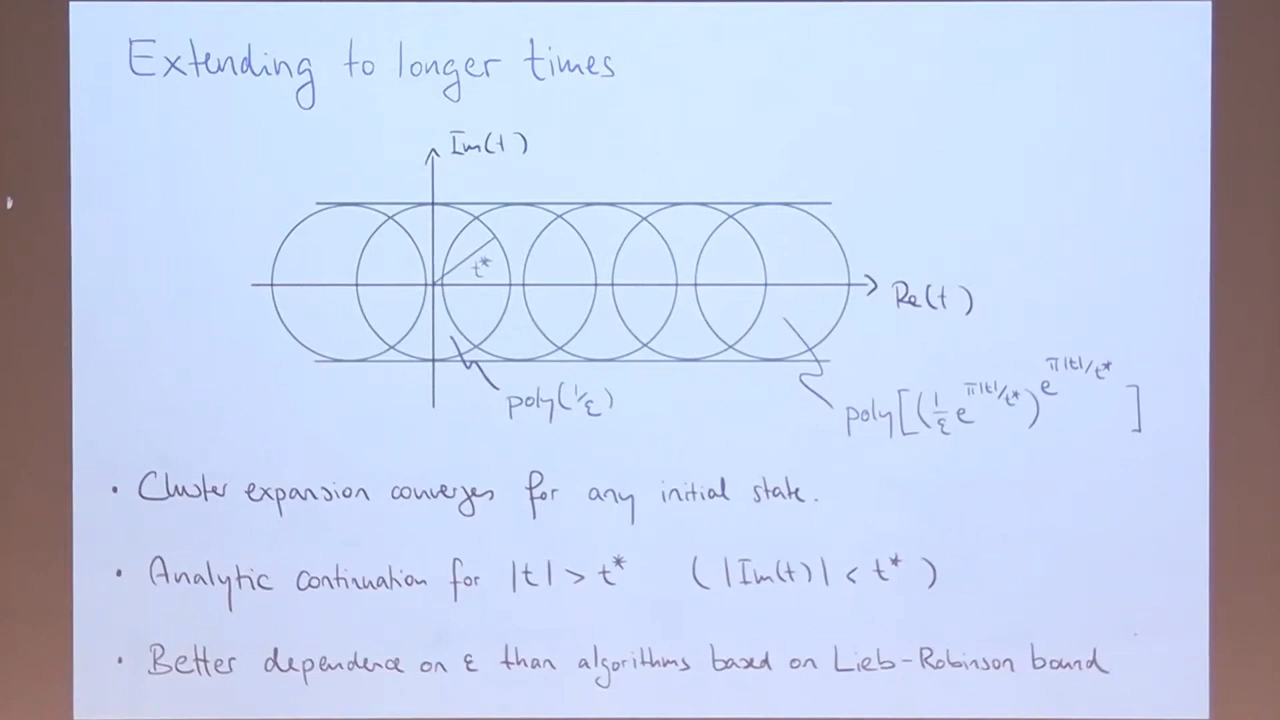 Extending to longer times
Im(t)
t*
Re(t)
poly(1/ε)
poly[(1/ε e^{π|t|/t*})^{e^{π|t|/t*}}]
• Cluster expansion converges for any initial state.
• Analytic continuation for |t| > t* (|Im(t)| < t*)
• Better dependence on ε than algorithms based on Lieb-Robinson bound